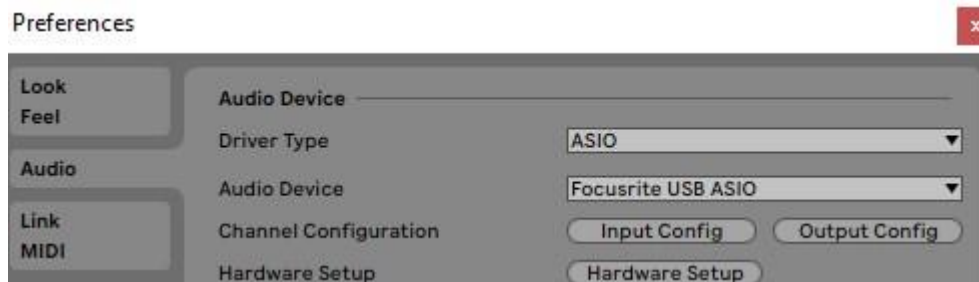 Preferences
x
Look
Feel
Audio
Link
MIDI
Audio Device
Driver Type ASIO
Audio Device Focusrite USB ASIO
Channel Configuration Input Config Output Config
Hardware Setup Hardware Setup